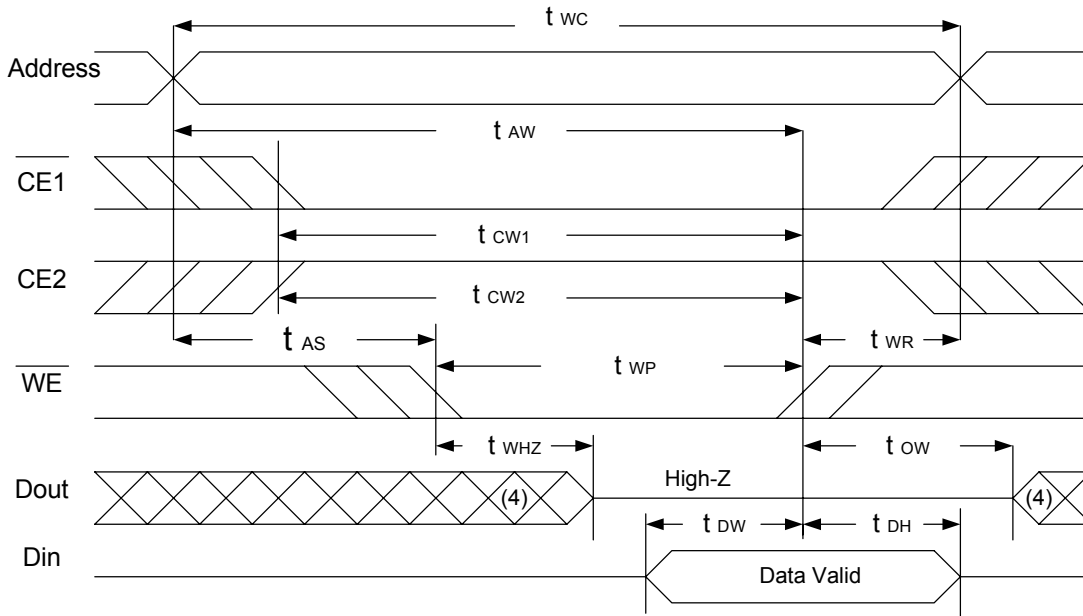 t WC
Address
t AW
CE1
t CW1
CE2
t CW2
t AS
t WR
WE
t WP
t WHZ
t OW
Dout
(4)
High-Z
(4)
t DW
t DH
Din
Data Valid